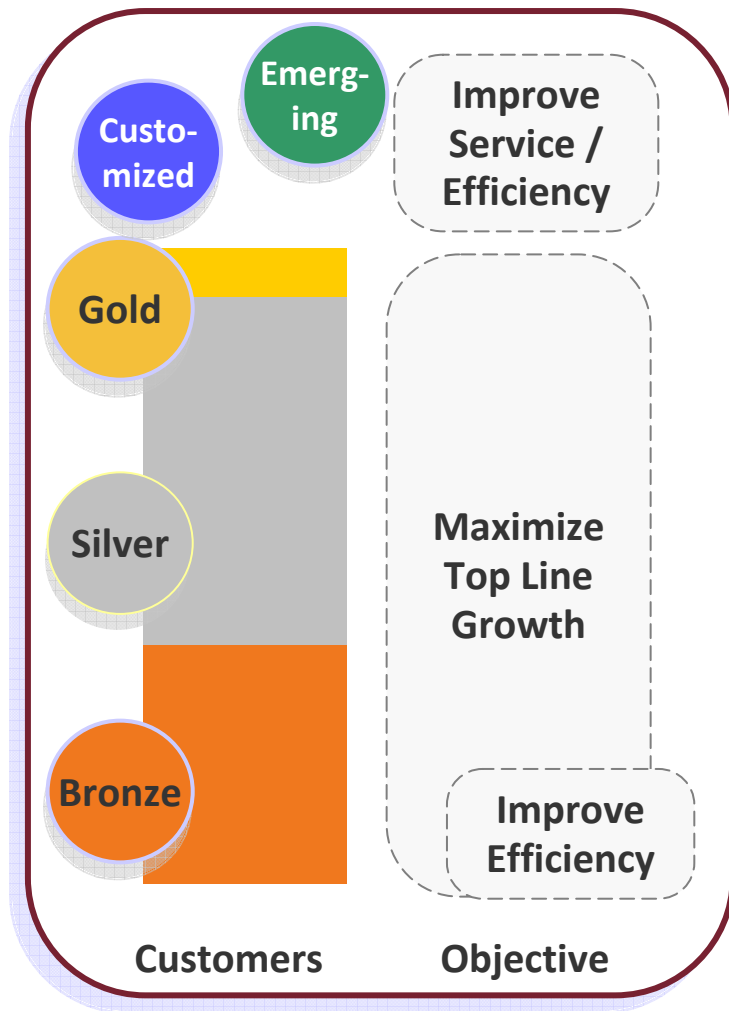 Emerg-
ing
Custo-
mized
Improve
Service /
Efficiency
Gold
Silver
Maximize
Top Line
Growth
Bronze
Improve
Efficiency
Customers
Objective